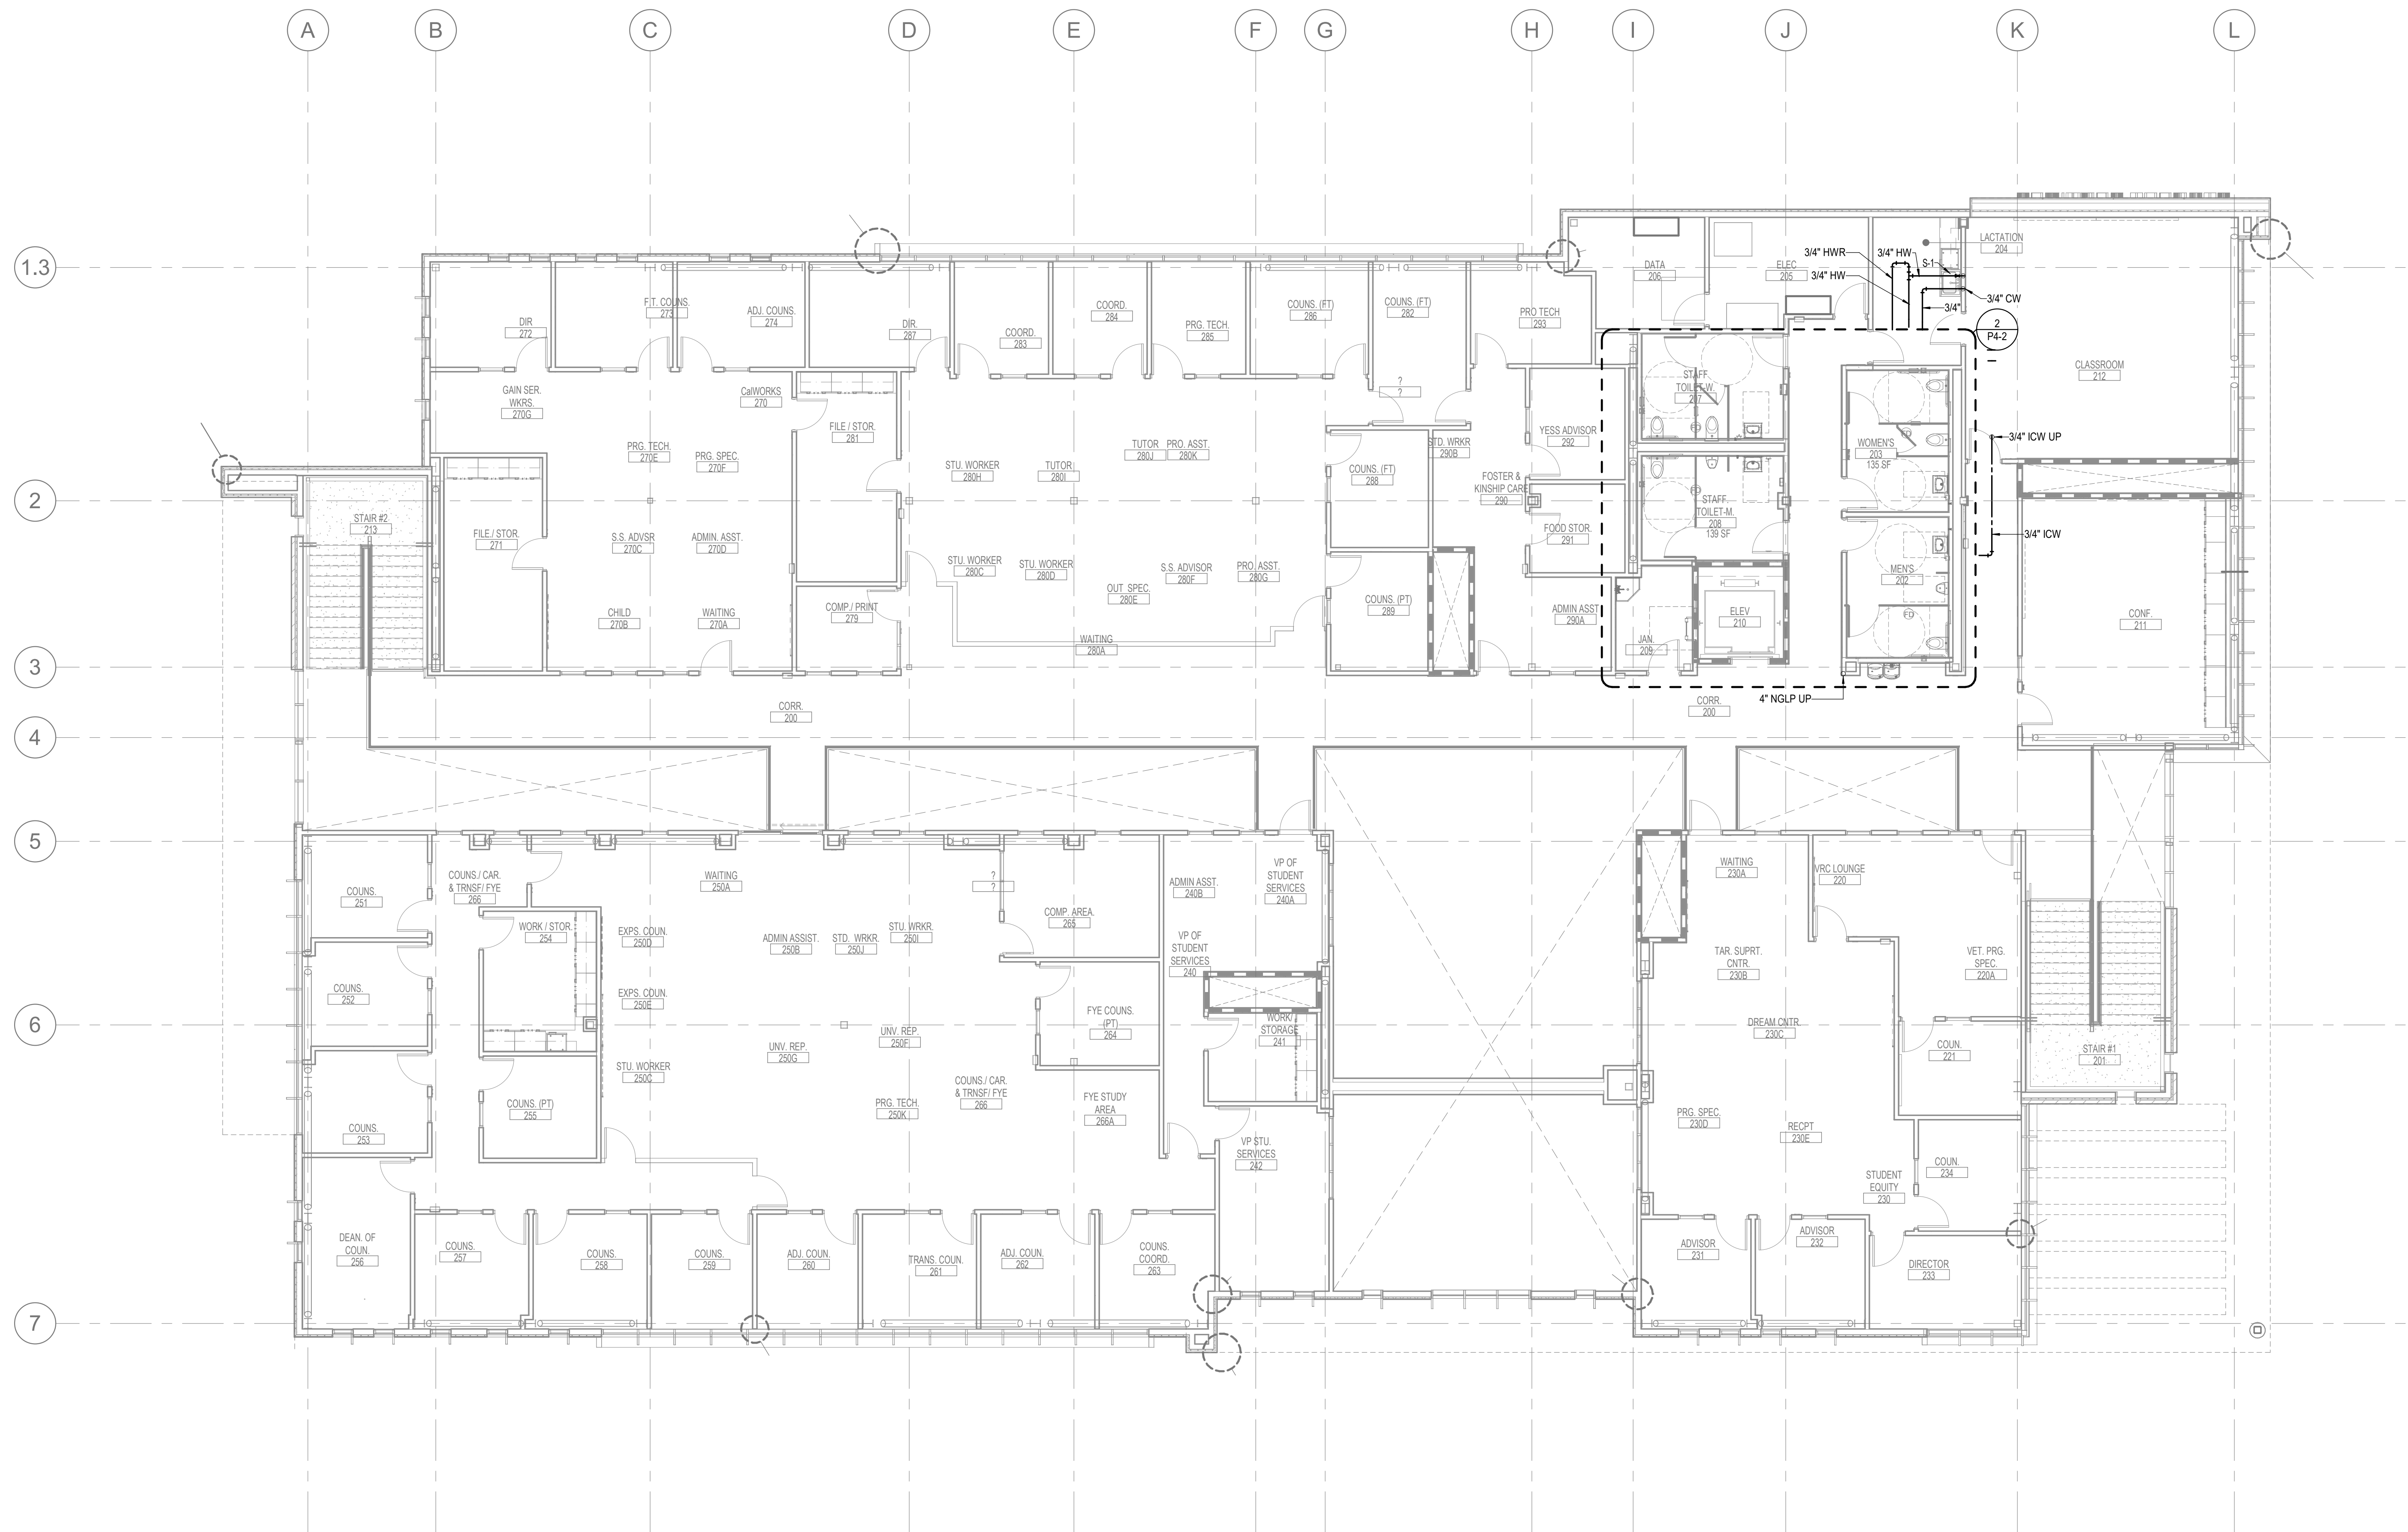 A
B
C
D
E
F
G
H
I
J
K
L
1.3
2
3
4
5
6
7
LACTATION
204
3/4" HWR
3/4" HW
S-1
3/4" HW
3/4" CW
3/4"
2
P4-2
DATA
206
ELEC
205
DIR
272
F.T. COUNS.
273
ADJ. COUNS.
274
DIR.
287
COORD.
283
COORD.
284
PRG. TECH.
285
COUNS. (FT)
286
COUNS. (FT)
282
PRO TECH
293
CLASSROOM
212
GAIN SER.
WKRS.
270G
CalWORKS
270
?
?
STAFF
TOILET-W.
207
FILE / STOR.
281
PRG. TECH.
270E
PRG. SPEC.
270F
TUTOR
280J
PRO. ASST.
280K
STD. WRKR
290B
YESS ADVISOR
292
WOMEN'S
203
135 SF
FD
FD
3/4" ICW UP
STU. WORKER
280H
TUTOR
280I
COUNS. (FT)
288
FOSTER &
KINSHIP CARE
290
STAFF.
TOILET-M.
208
139 SF
FD
STAIR #2
213
FILE./ STOR.
271
S.S. ADVSR
270C
ADMIN. ASST.
270D
FOOD STOR.
291
3/4" ICW
STU. WORKER
280C
STU. WORKER
280D
S.S. ADVISOR
280F
PRO. ASST.
280G
OUT SPEC.
280E
MEN'S
202
FD
CHILD
270B
WAITING
270A
COMP./ PRINT
279
COUNS. (PT)
289
ADMIN ASST
290A
ELEV
210
CONF.
211
WAITING
280A
JAN.
209
4" NGLP UP
CORR.
200
CORR.
200
COUNS.
251
COUNS./ CAR.
& TRNSF/ FYE
266
WAITING
250A
?
?
ADMIN ASST.
240B
VP OF
STUDENT
SERVICES
240A
WAITING
230A
VRC LOUNGE
220
WORK / STOR.
254
EXPS. COUN.
250D
ADMIN ASSIST.
250B
STD. WRKR.
250J
STU. WRKR.
250I
COMP. AREA.
265
VP OF
STUDENT
SERVICES
240
TAR. SUPRT.
CNTR.
230B
VET. PRG.
SPEC.
220A
COUNS.
252
EXPS. COUN.
250E
FYE COUNS.
(PT)
264
WORK/
STORAGE
241
DREAM CNTR.
230C
UNV. REP.
250F
UNV. REP.
250G
COUN.
221
STAIR #1
201
STU. WORKER
250C
COUNS./ CAR.
& TRNSF/ FYE
266
FYE STUDY
AREA
266A
COUNS. (PT)
255
PRG. TECH.
250K
PRG. SPEC.
230D
RECPT
230E
COUNS.
253
VP STU.
SERVICES
242
STUDENT
EQUITY
230
COUN.
234
DEAN. OF
COUN.
256
COUNS.
257
COUNS.
258
COUNS.
259
ADJ. COUN.
260
TRANS. COUN.
261
ADJ. COUN.
262
COUNS.
COORD.
263
ADVISOR
231
ADVISOR
232
DIRECTOR
233